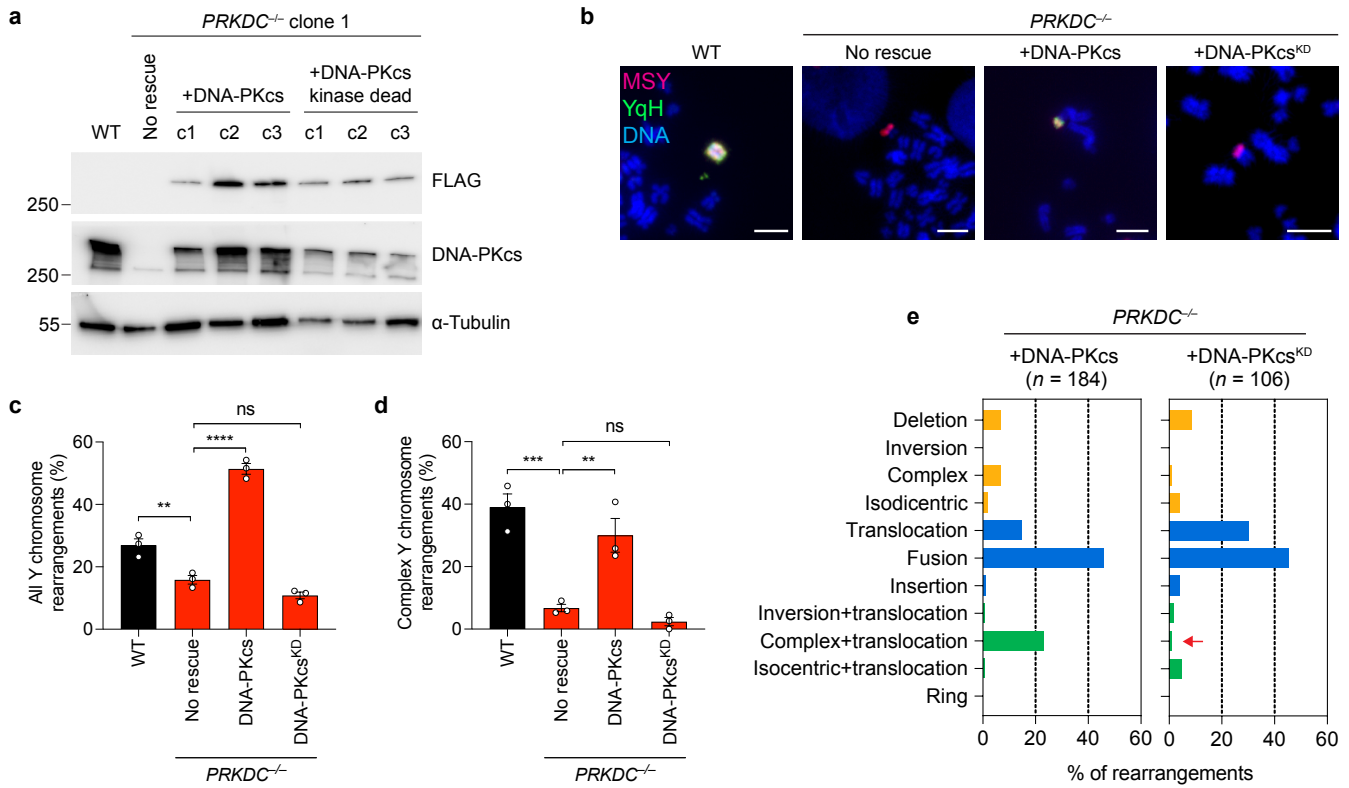 a
PRKDC–/– clone 1
WT
No rescue
+DNA-PKcs
+DNA-PKcs
kinase dead
c1 c2 c3 c1 c2 c3
FLAG
250
DNA-PKcs
250
α-Tubulin
55
b
PRKDC–/–
WT
No rescue
+DNA-PKcs
+DNA-PKcsKD
MSY
YqH
DNA
c
All Y chromosome
rearrangements (%)
60
40
20
0
**
****
ns
WT
No rescue
DNA-PKcs
DNA-PKcsKD
PRKDC–/–
d
Complex Y chromosome
rearrangements (%)
60
40
20
0
***
**
ns
WT
No rescue
DNA-PKcs
DNA-PKcsKD
PRKDC–/–
e
PRKDC–/–
+DNA-PKcs
(n = 184)
+DNA-PKcsKD
(n = 106)
Deletion
Inversion
Complex
Isodicentric
Translocation
Fusion
Insertion
Inversion+translocation
Complex+translocation
Isocentric+translocation
Ring
0 20 40 60
0 20 40 60
% of rearrangements